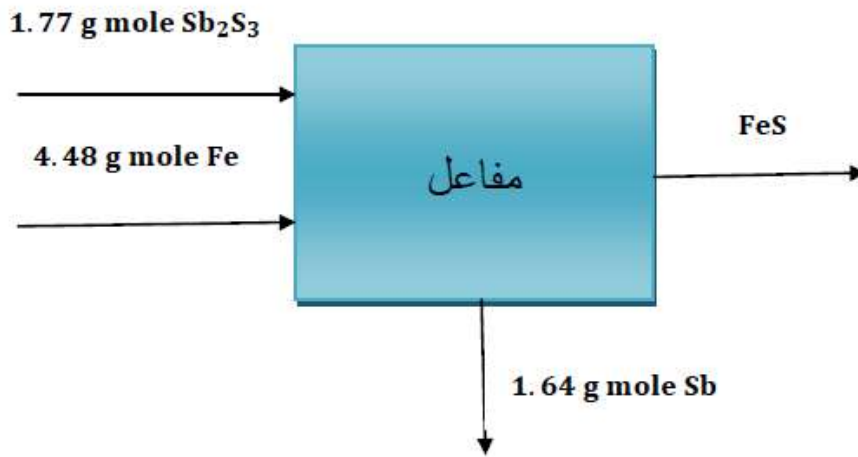 1.77 g mole Sb₂S₃
4.48 g mole Fe
مفاعل
FeS
1.64 g mole Sb